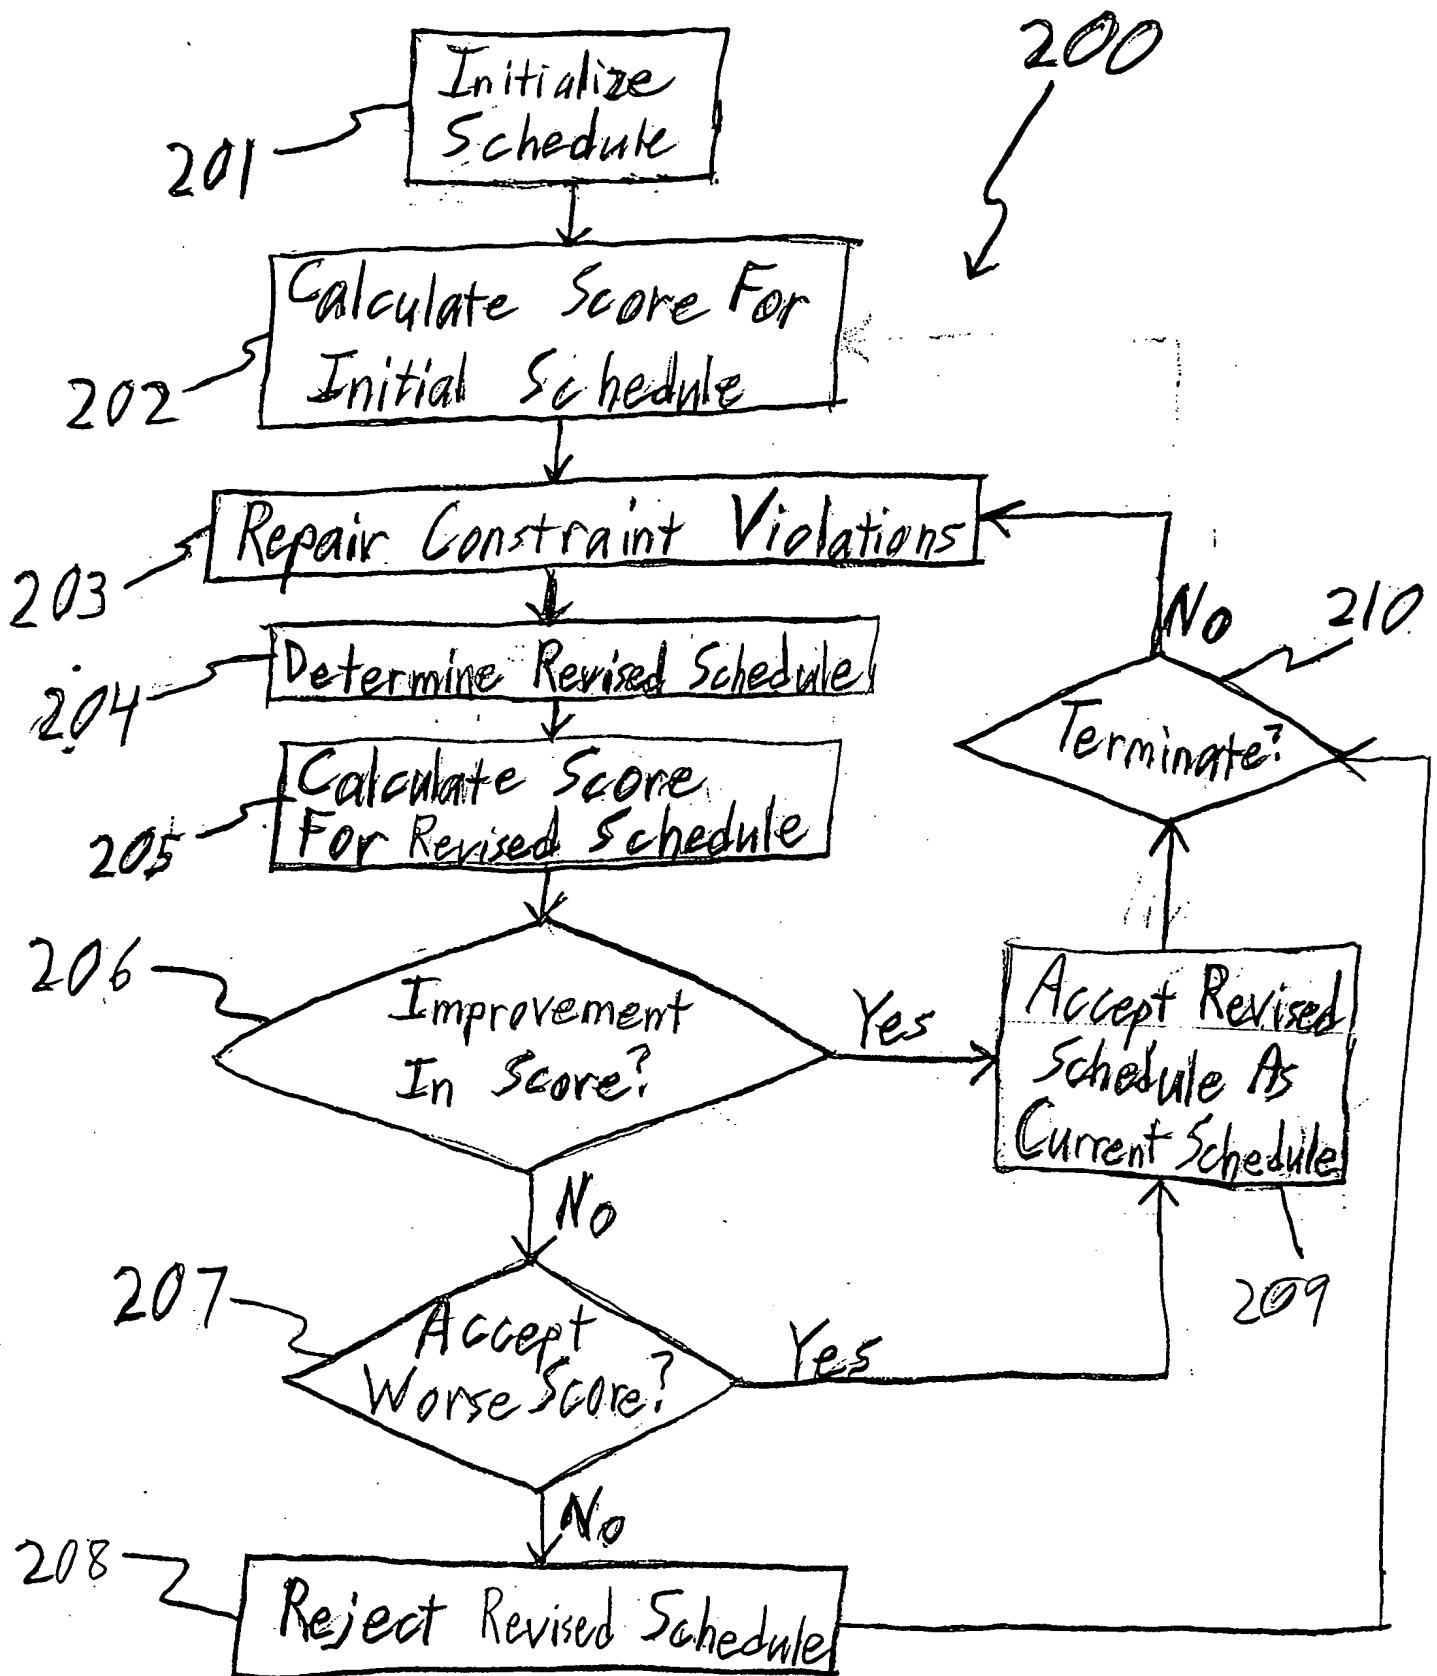 200
Initialize
Schedule
201
Calculate Score For
Initial Schedule
202
Repair Constraint Violations
203
No
210
Determine Revised Schedule
204
Terminate?
Calculate Score
For Revised Schedule
205
206
Improvement
In Score?
Yes
Accept Revised
Schedule As
Current Schedule
No
209
207
Accept
Worse Score?
Yes
No
208
Reject Revised Schedule